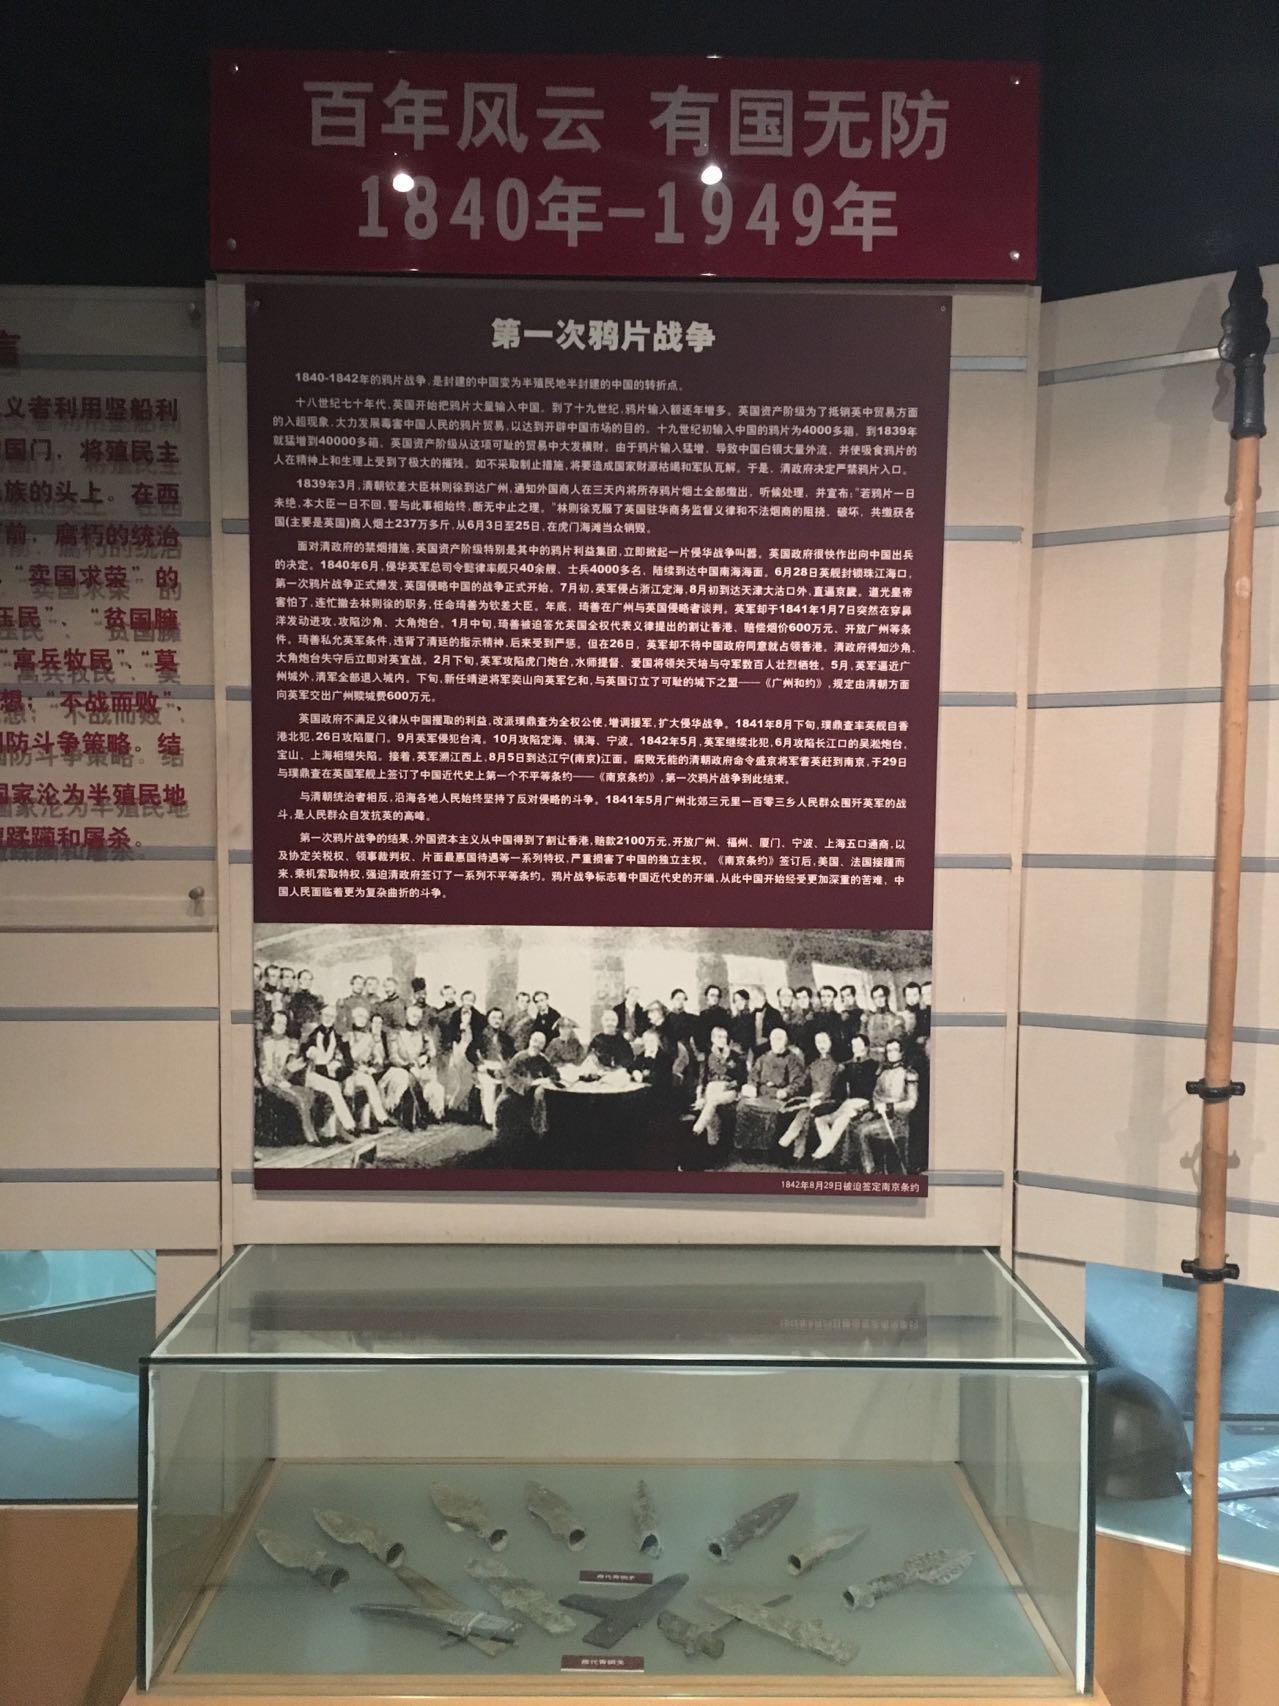 百年风云 有国无防
1840年-1949年
义者利用坚船利
国门，将殖民主
族的头上。在西
前，腐朽的统治
“卖国求荣”的
民”、“贫国臃
“寓兵牧民”、“莫
想；“不战而败”、
防斗争策略。结
国家沦为半殖民地
蹂躏和屠杀。
第一次鸦片战争
1840-1842年的鸦片战争，是封建的中国变为半殖民地半封建的中国的转折点。
十八世纪七十年代，英国开始把鸦片大量输入中国。到了十九世纪，鸦片输入额逐年增多。英国资产阶级为了抵销英中贸易方面
的入超现象，大力发展毒害中国人民的鸦片贸易，以达到开辟中国市场的目的。十九世纪初输入中国的鸦片为4000多箱，到1839年
就猛增到40000多箱，英国资产阶级从这项可耻的贸易中大发横财。由于鸦片输入猛增，导致中国白银大量外流，并使吸食鸦片的
人在精神上和生理上受到了极大的摧残。如不采取制止措施，将要造成国家财源枯竭和军队瓦解。于是，清政府决定严禁鸦片入口。
1839年3月，清朝钦差大臣林则徐到达广州，通知外国商人在三天内将所存鸦片烟土全部缴出，听候处理，并宣布：“若鸦片一日
未绝，本大臣一日不回，誓与此事相始终，断无中止之理。”林则徐克服了英国驻华商务监督义律和不法烟商的阻挠，破坏，共缴获各
国(主要是英国)商人烟土237万多斤，从6月3日至25日，在虎门海滩当众销毁。
面对清政府的禁烟措施，英国资产阶级特别是其中的鸦片利益集团，立即掀起一片侵华战争叫嚣。英国政府很快作出向中国出兵
的决定。1840年6月，侵华英军总司令懿律率舰只40余艘、士兵4000多名，陆续到达中国南海海面。6月28日英舰封锁珠江海口，
第一次鸦片战争正式爆发，英国侵略中国的战争正式开始。7月初，英军侵占浙江定海，8月初到达天津大沽口外，直逼京畿。道光皇帝
害怕了，连忙撤去林则徐的职务，任命琦善为钦差大臣。年底，琦善在广州与英国侵略者谈判。英军却于1841年1月7日突然在穿鼻
洋发动进攻，攻陷沙角、大角炮台。1月中旬，琦善被迫答允英国全权代表义律提出的割让香港、赔偿烟价600万元、开放广州等条
件。琦善私允英军条件，违背了清廷的指示精神，后来受到严惩。但在26日，英军却不待中国政府同意就占领香港。清政府得知沙角、
大角炮台失守后立即对英宣战。2月下旬，英军攻陷虎门炮台，水师提督、爱国将领关天培与守军数百人壮烈牺牲。5月，英军逼近广
州城外，清军全部退入城内。下旬，新任靖逆将军奕山向英军乞和，与英国订立了可耻的城下之盟——《广州和约》，规定由清朝方面
向英军交出广州赎城费600万元。
英国政府不满足义律从中国攫取的利益，改派璞鼎查为全权公使，增调援军，扩大侵华战争。1841年8月下旬，璞鼎查率英舰自香
港北犯，26日攻陷厦门。9月英军侵犯台湾。10月攻陷定海、镇海、宁波。1842年5月，英军继续北犯，6月攻陷长江口的吴淞炮台，
宝山、上海相继失陷。接着，英军溯江西上，8月5日到达江宁(南京)江面。腐败无能的清朝政府命令盛京将军耆英赶到南京，于29日
与璞鼎查在英国军舰上签订了中国近代史上第一个不平等条约——《南京条约》，第一次鸦片战争到此结束。
与清朝统治者相反，沿海各地人民始终坚持了反对侵略的斗争。1841年5月广州北郊三元里一百零三乡人民群众围歼英军的战
斗，是人民群众自发抗英的高峰。
第一次鸦片战争的结果，外国资本主义从中国得到了割让香港，赔款2100万元，开放广州、福州、厦门、宁波、上海五口通商，以
及协定关税权、领事裁判权、片面最惠国待遇等一系列特权，严重损害了中国的独立主权。《南京条约》签订后，美国、法国接踵而
来，乘机索取特权，强迫清政府签订了一系列不平等条约。鸦片战争标志着中国近代史的开端，从此中国开始经受更加深重的苦难，中
国人民面临着更为复杂曲折的斗争。
1842年8月29日被迫签定南京条约